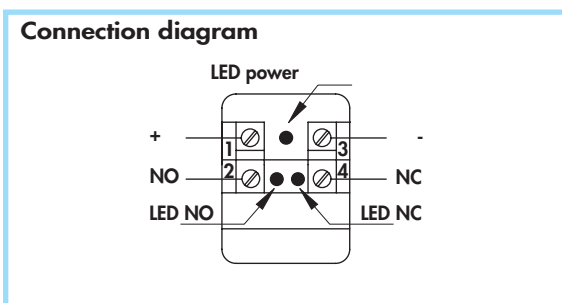 Connection diagram
LED power
+ -
1 3
NO 2 4 NC
LED NO LED NC